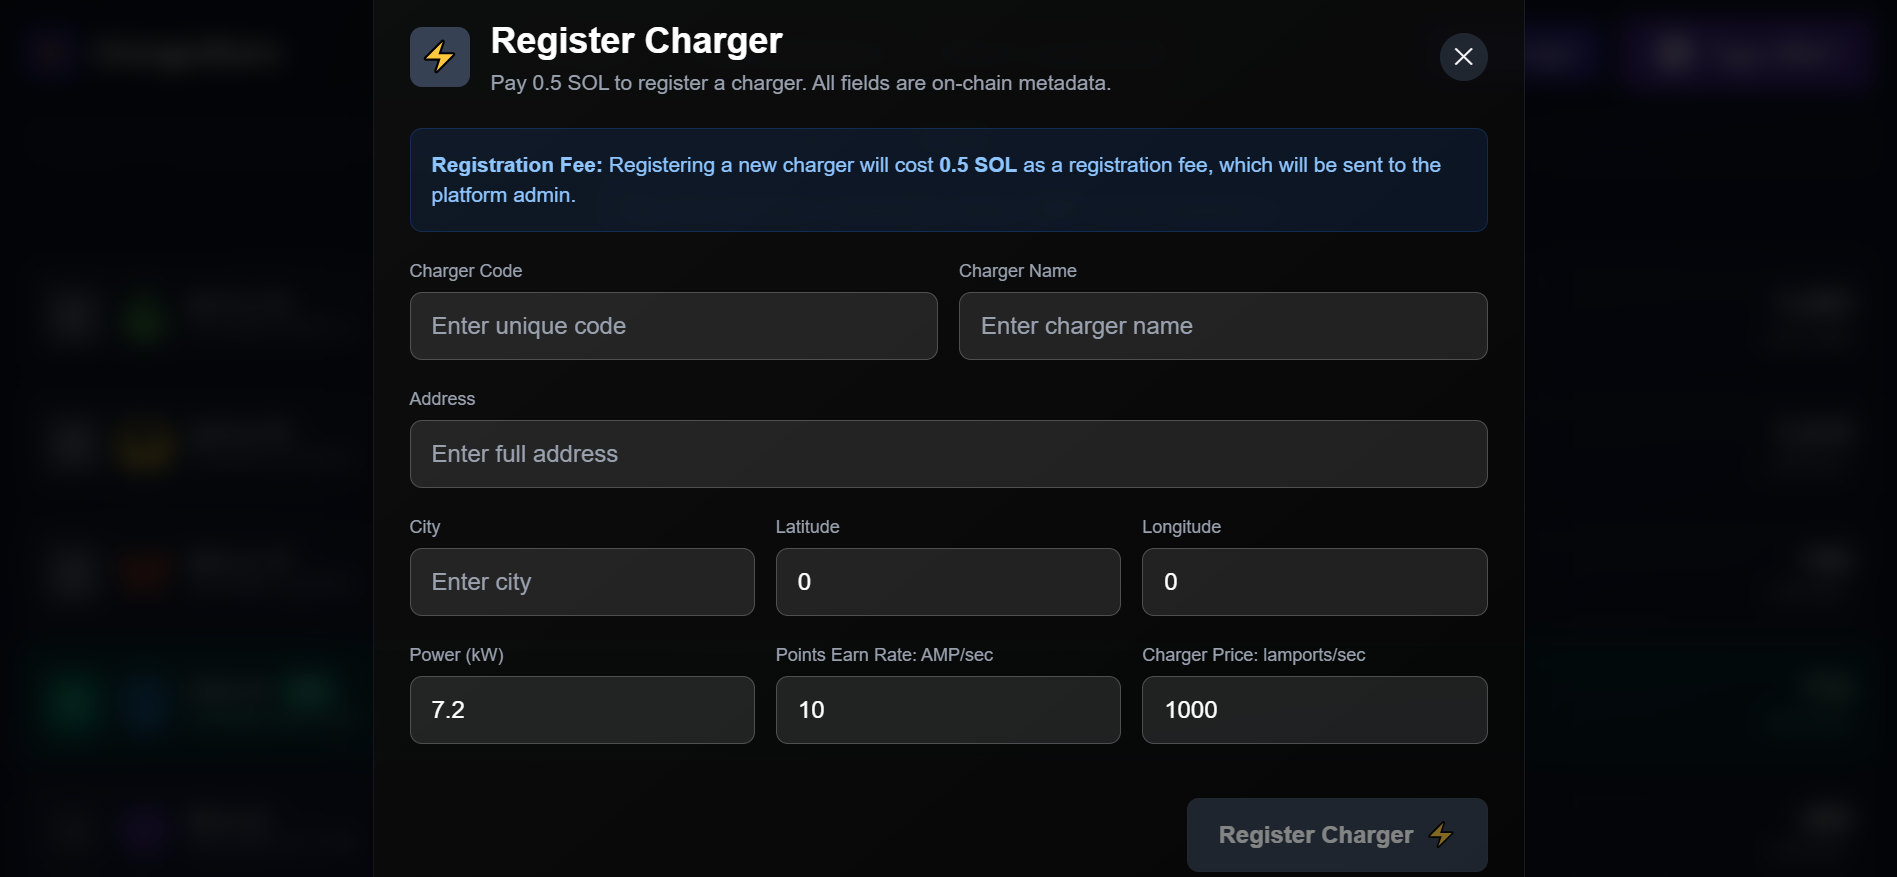 Register Charger
Pay 0.5 SOL to register a charger. All fields are on-chain metadata.
Registration Fee: Registering a new charger will cost 0.5 SOL as a registration fee, which will be sent to the
platform admin.
Charger Code
Charger Name
Enter unique code
Enter charger name
Address
Enter full address
City
Latitude
Longitude
Enter city
0
0
Power (kW)
Points Earn Rate: AMP/sec
Charger Price: lamports/sec
7.2
10
1000
Register Charger